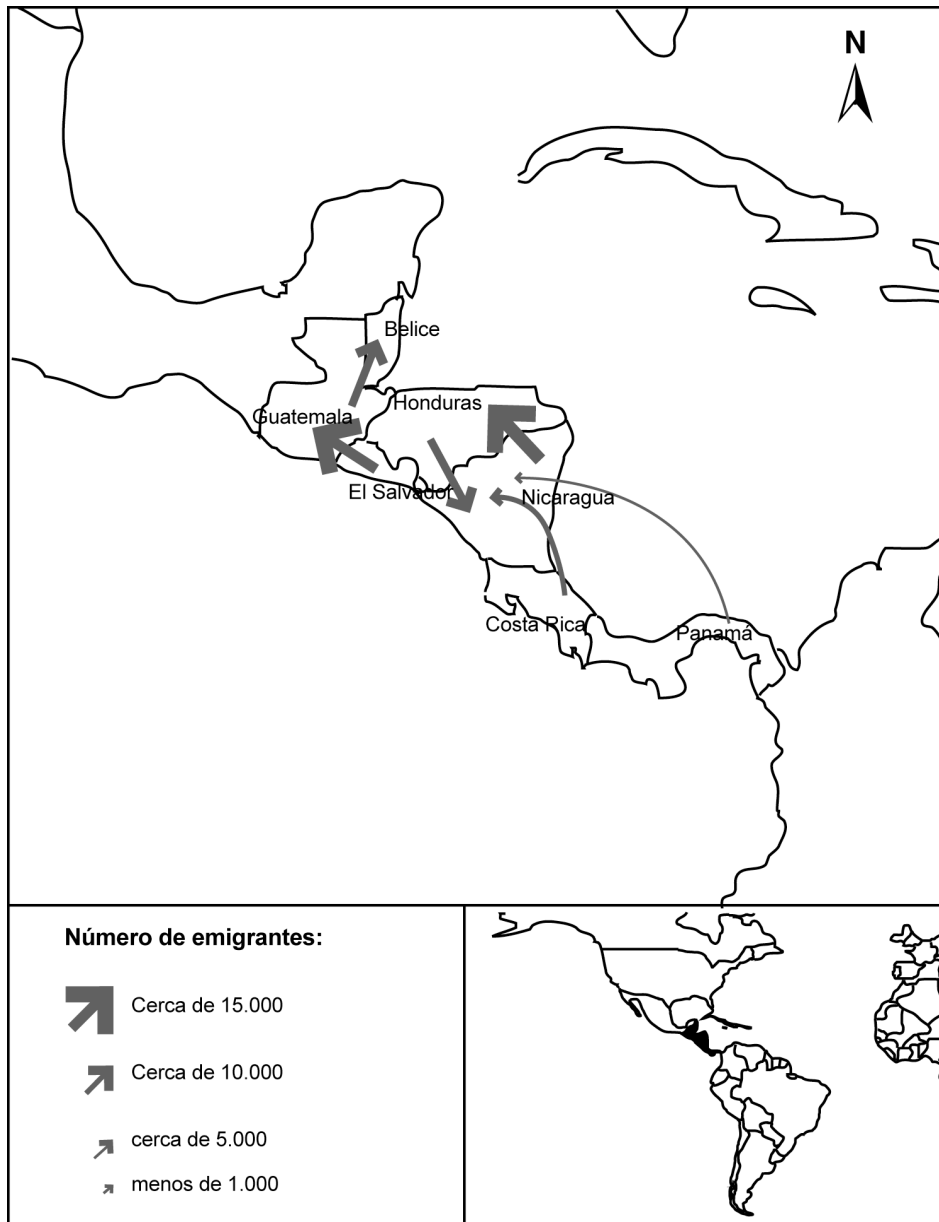 N
Belice
Guatemala
Honduras
El Salvador
Nicaragua
Costa Rica
Panamá
Número de emigrantes:
Cerca de 15.000
Cerca de 10.000
cerca de 5.000
menos de 1.000